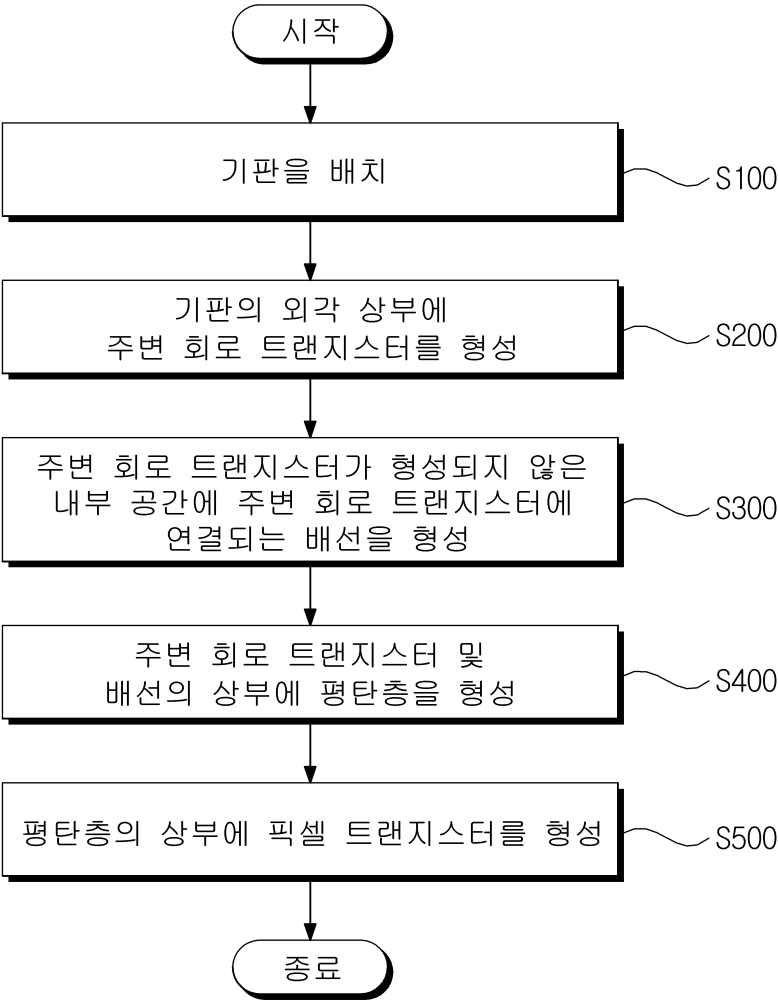 시작
기판을 배치
S100
기판의 외각 상부에
주변 회로 트랜지스터를 형성
S200
주변 회로 트랜지스터가 형성되지 않은
내부 공간에 주변 회로 트랜지스터에
연결되는 배선을 형성
S300
주변 회로 트랜지스터 및
배선의 상부에 평탄층을 형성
S400
평탄층의 상부에 픽셀 트랜지스터를 형성
S500
종료